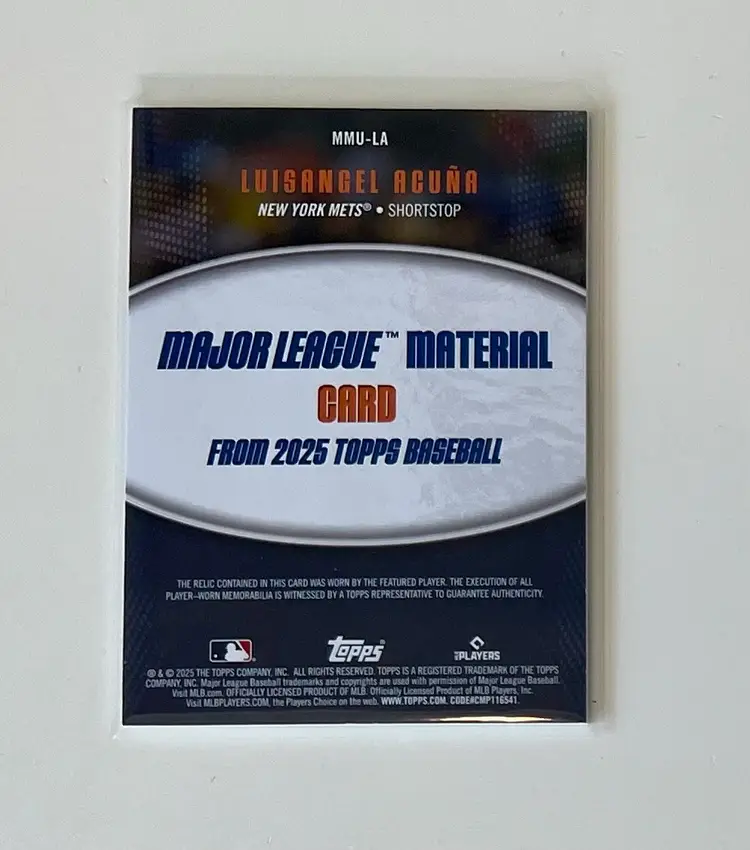 MMU-LA
LUISANGEL ACUÑA
NEW YORK METS® • SHORTSTOP
MAJOR LEAGUE™ MATERIAL
CARD
FROM 2025 TOPPS BASEBALL
THE RELIC CONTAINED IN THIS CARD WAS WORN BY THE FEATURED PLAYER. THE EXECUTION OF ALL
PLAYER-WORN MEMORABILIA IS WITNESSED BY A TOPPS REPRESENTATIVE TO GUARANTEE AUTHENTICITY.
Topps PLAYERS
® & © 2025 THE TOPPS COMPANY, INC. ALL RIGHTS RESERVED. TOPPS IS A REGISTERED TRADEMARK OF THE TOPPS
COMPANY, INC. Major League Baseball trademarks and copyrights are used with permission of Major League Baseball.
Visit MLB.com. OFFICIALLY LICENSED PRODUCT OF MLB. Officially Licensed Product of MLB Players, Inc.
Visit MLBPLAYERS.COM, the Players Choice on the web. WWW.TOPPS.COM. CODE#CMP116541.